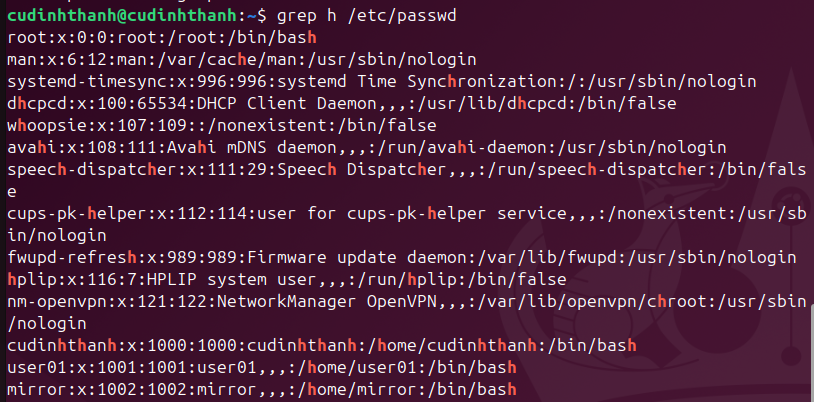 cudinhthanh@cudinhthanh:~$ grep h /etc/passwd
root:x:0:0:root:/root:/bin/bash
man:x:6:12:man:/var/cache/man:/usr/sbin/nologin
systemd-timesync:x:996:996:systemd Time Synchronization:/:/usr/sbin/nologin
dhcpcd:x:100:65534:DHCP Client Daemon,,,:/usr/lib/dhcpcd:/bin/false
whoopsie:x:107:109::/nonexistent:/bin/false
avahi:x:108:111:Avahi mDNS daemon,,,:/run/avahi-daemon:/usr/sbin/nologin
speech-dispatcher:x:111:29:Speech Dispatcher,,,:/run/speech-dispatcher:/bin/fals
e
cups-pk-helper:x:112:114:user for cups-pk-helper service,,,:/nonexistent:/usr/sb
in/nologin
fwupd-refresh:x:989:989:Firmware update daemon:/var/lib/fwupd:/usr/sbin/nologin
hplip:x:116:7:HPLIP system user,,,:/run/hplip:/bin/false
nm-openvpn:x:121:122:NetworkManager OpenVPN,,,:/var/lib/openvpn/chroot:/usr/sbin
/nologin
cudinhthanh:x:1000:1000:cudinhthanh:/home/cudinhthanh:/bin/bash
user01:x:1001:1001:user01,,,:/home/user01:/bin/bash
mirror:x:1002:1002:mirror,,,:/home/mirror:/bin/bash